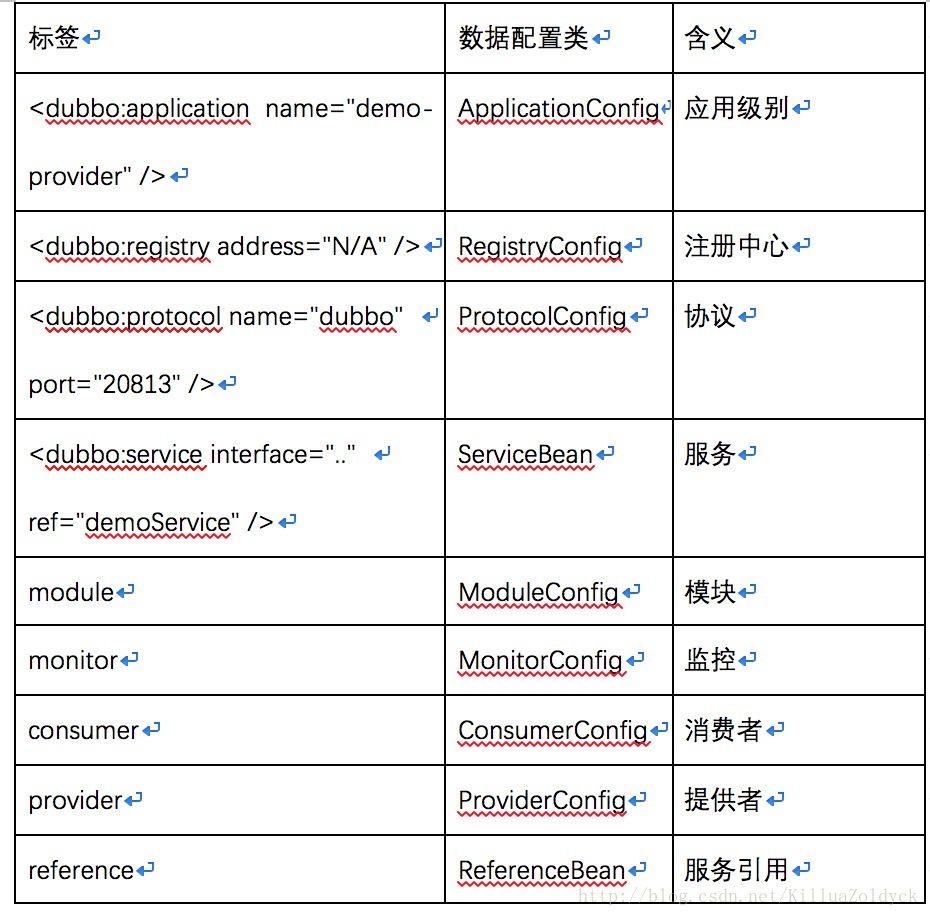 标签 数据配置类 含义
<dubbo:application name="demo- ApplicationConfig 应用级别
provider" />
<dubbo:registry address="N/A" /> RegistryConfig 注册中心
<dubbo:protocol name="dubbo" ProtocolConfig 协议
port="20813" />
<dubbo:service interface=".." ServiceBean 服务
ref="demoService" />
module ModuleConfig 模块
monitor MonitorConfig 监控
consumer ConsumerConfig 消费者
provider ProviderConfig 提供者
reference ReferenceBean 服务引用
http://blog.csdn.net/KilluaZoldyck